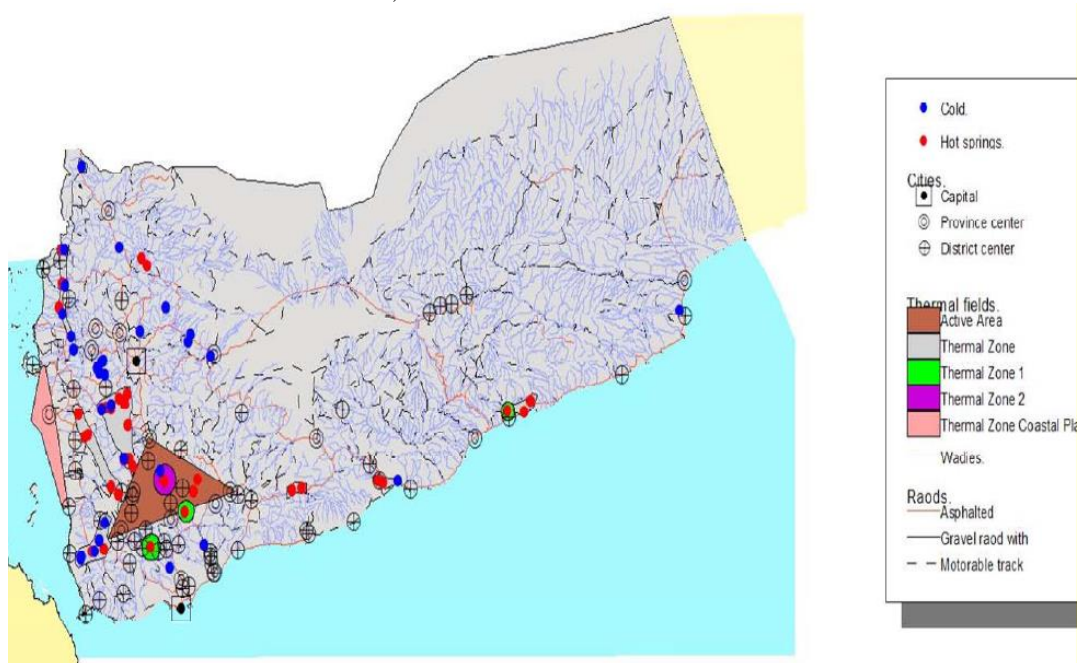 Cold.
Hot springs.
Cities.
Capital
Province center
District center
Thermal fields.
Active Area
Thermal Zone
Thermal Zone 1
Thermal Zone 2
Thermal Zone Coastal Pla
Wadies.
Raods.
Asphalted
Gravel raod with
Motorable track